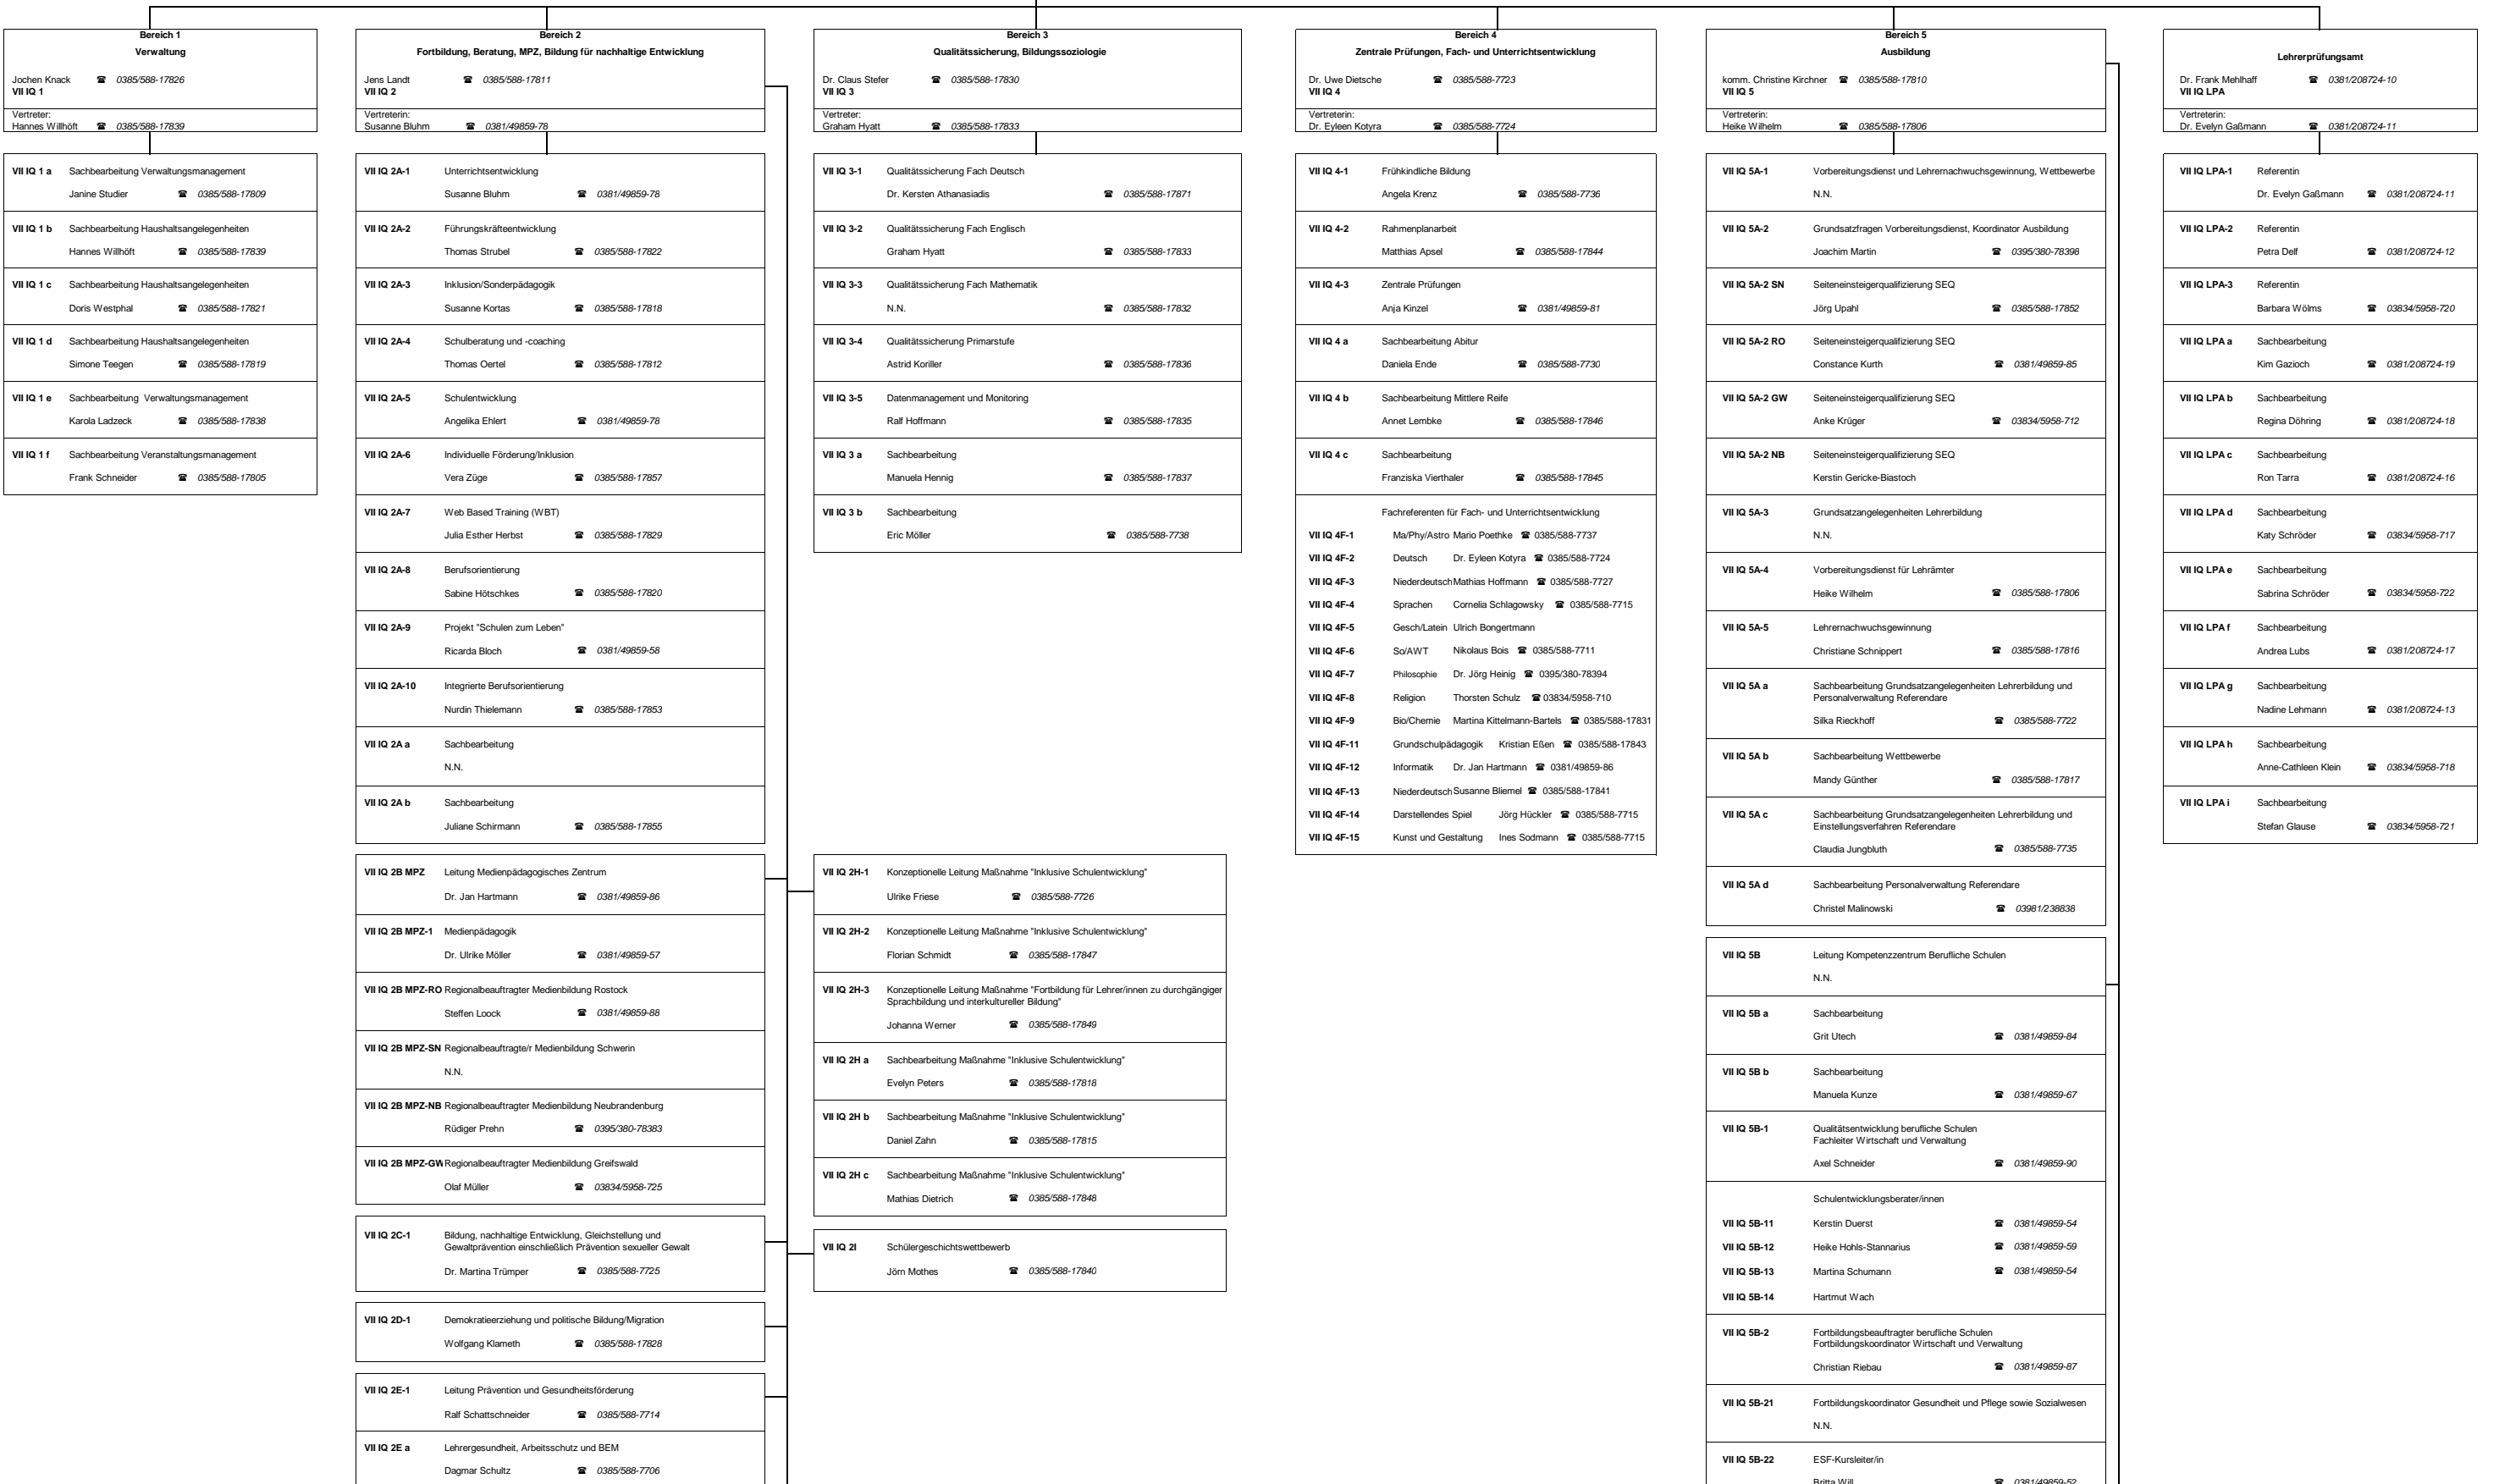 Bereich 1
Verwaltung
Jochen Knack ☎ 0385/588-17826
VII IQ 1
Vertreter:
Hannes Willhöft ☎ 0385/588-17839
VII IQ 1 a Sachbearbeitung Verwaltungsmanagement
Janine Studier ☎ 0385/588-17809
VII IQ 1 b Sachbearbeitung Haushaltsangelegenheiten
Hannes Willhöft ☎ 0385/588-17839
VII IQ 1 c Sachbearbeitung Haushaltsangelegenheiten
Doris Westphal ☎ 0385/588-17821
VII IQ 1 d Sachbearbeitung Haushaltsangelegenheiten
Simone Teegen ☎ 0385/588-17819
VII IQ 1 e Sachbearbeitung Verwaltungsmanagement
Karola Ladzeck ☎ 0385/588-17838
VII IQ 1 f Sachbearbeitung Veranstaltungsmanagement
Frank Schneider ☎ 0385/588-17805
Bereich 2
Fortbildung, Beratung, MPZ, Bildung für nachhaltige Entwicklung
Jens Landt ☎ 0385/588-17811
VII IQ 2
Vertreterin:
Susanne Bluhm ☎ 0381/49859-78
VII IQ 2A-1 Unterrichtsentwicklung
Susanne Bluhm ☎ 0381/49859-78
VII IQ 2A-2 Führungskräfteentwicklung
Thomas Strubel ☎ 0385/588-17822
VII IQ 2A-3 Inklusion/Sonderpädagogik
Susanne Kortas ☎ 0385/588-17818
VII IQ 2A-4 Schulberatung und -coaching
Thomas Oertel ☎ 0385/588-17812
VII IQ 2A-5 Schulentwicklung
Angelika Ehlert ☎ 0381/49859-78
VII IQ 2A-6 Individuelle Förderung/Inklusion
Vera Züge ☎ 0385/588-17857
VII IQ 2A-7 Web Based Training (WBT)
Julia Esther Herbst ☎ 0385/588-17829
VII IQ 2A-8 Berufsorientierung
Sabine Hötschkes ☎ 0385/588-17820
VII IQ 2A-9 Projekt "Schulen zum Leben"
Ricarda Bloch ☎ 0381/49859-58
VII IQ 2A-10 Integrierte Berufsorientierung
Nurdin Thielemann ☎ 0385/588-17853
VII IQ 2A a Sachbearbeitung
N.N.
VII IQ 2A b Sachbearbeitung
Juliane Schirmann ☎ 0385/588-17855
VII IQ 2B MPZ Leitung Medienpädagogisches Zentrum
Dr. Jan Hartmann ☎ 0381/49859-86
VII IQ 2B MPZ-1 Medienpädagogik
Dr. Ulrike Möller ☎ 0381/49859-57
VII IQ 2B MPZ-RO Regionalbeauftragter Medienbildung Rostock
Steffen Loock ☎ 0381/49859-88
VII IQ 2B MPZ-SN Regionalbeauftragte/r Medienbildung Schwerin
N.N.
VII IQ 2B MPZ-NB Regionalbeauftragter Medienbildung Neubrandenburg
Rüdiger Prehn ☎ 0395/380-78383
VII IQ 2B MPZ-GW Regionalbeauftragter Medienbildung Greifswald
Olaf Müller ☎ 03834/5958-725
VII IQ 2C-1 Bildung, nachhaltige Entwicklung, Gleichstellung und
Gewaltprävention einschließlich Prävention sexueller Gewalt
Dr. Martina Trümper ☎ 0385/588-7725
VII IQ 2D-1 Demokratieerziehung und politische Bildung/Migration
Wolfgang Klameth ☎ 0385/588-17828
VII IQ 2E-1 Leitung Prävention und Gesundheitsförderung
Ralf Schattschneider ☎ 0385/588-7714
VII IQ 2E a Lehrergesundheit, Arbeitsschutz und BEM
Dagmar Schultz ☎ 0385/588-7706
Bereich 3
Qualitätssicherung, Bildungssoziologie
Dr. Claus Stefer ☎ 0385/588-17830
VII IQ 3
Vertreter:
Graham Hyatt ☎ 0385/588-17833
VII IQ 3-1 Qualitätssicherung Fach Deutsch
Dr. Kersten Athanasiadis ☎ 0385/588-17871
VII IQ 3-2 Qualitätssicherung Fach Englisch
Graham Hyatt ☎ 0385/588-17833
VII IQ 3-3 Qualitätssicherung Fach Mathematik
N.N. ☎ 0385/588-17832
VII IQ 3-4 Qualitätssicherung Primarstufe
Astrid Koriller ☎ 0385/588-17836
VII IQ 3-5 Datenmanagement und Monitoring
Ralf Hoffmann ☎ 0385/588-17835
VII IQ 3 a Sachbearbeitung
Manuela Hennig ☎ 0385/588-17837
VII IQ 3 b Sachbearbeitung
Eric Möller ☎ 0385/588-7738
VII IQ 2H-1 Konzeptionelle Leitung Maßnahme "Inklusive Schulentwicklung"
Ulrike Friese ☎ 0385/588-7726
VII IQ 2H-2 Konzeptionelle Leitung Maßnahme "Inklusive Schulentwicklung"
Florian Schmidt ☎ 0385/588-17847
VII IQ 2H-3 Konzeptionelle Leitung Maßnahme "Fortbildung für Lehrer/innen zu durchgängiger
Sprachbildung und interkultureller Bildung"
Johanna Werner ☎ 0385/588-17849
VII IQ 2H a Sachbearbeitung Maßnahme "Inklusive Schulentwicklung"
Evelyn Peters ☎ 0385/588-17818
VII IQ 2H b Sachbearbeitung Maßnahme "Inklusive Schulentwicklung"
Daniel Zahn ☎ 0385/588-17815
VII IQ 2H c Sachbearbeitung Maßnahme "Inklusive Schulentwicklung"
Mathias Dietrich ☎ 0385/588-17848
VII IQ 2I Schülergeschichtswettbewerb
Jörn Mothes ☎ 0385/588-17840
Bereich 4
Zentrale Prüfungen, Fach- und Unterrichtsentwicklung
Dr. Uwe Dietsche ☎ 0385/588-7723
VII IQ 4
Vertreterin:
Dr. Eyleen Kotyra ☎ 0385/588-7724
VII IQ 4-1 Frühkindliche Bildung
Angela Krenz ☎ 0385/588-7736
VII IQ 4-2 Rahmenplanarbeit
Matthias Apsel ☎ 0385/588-17844
VII IQ 4-3 Zentrale Prüfungen
Anja Kinzel ☎ 0381/49859-81
VII IQ 4 a Sachbearbeitung Abitur
Daniela Ende ☎ 0385/588-7730
VII IQ 4 b Sachbearbeitung Mittlere Reife
Annet Lembke ☎ 0385/588-17846
VII IQ 4 c Sachbearbeitung
Franziska Vierthaler ☎ 0385/588-17845
Fachreferenten für Fach- und Unterrichtsentwicklung
VII IQ 4F-1 Ma/Phy/Astro Mario Poethke ☎ 0385/588-7737
VII IQ 4F-2 Deutsch Dr. Eyleen Kotyra ☎ 0385/588-7724
VII IQ 4F-3 Niederdeutsch Mathias Hoffmann ☎ 0385/588-7727
VII IQ 4F-4 Sprachen Cornelia Schlagowsky ☎ 0385/588-7715
VII IQ 4F-5 Gesch/Latein Ulrich Bongertmann
VII IQ 4F-6 So/AWT Nikolaus Bois ☎ 0385/588-7711
VII IQ 4F-7 Philosophie Dr. Jörg Heinig ☎ 0395/380-78394
VII IQ 4F-8 Religion Thorsten Schulz ☎ 03834/5958-710
VII IQ 4F-9 Bio/Chemie Martina Kittelmann-Bartels ☎ 0385/588-17831
VII IQ 4F-11 Grundschulpädagogik Kristian Eßen ☎ 0385/588-17843
VII IQ 4F-12 Informatik Dr. Jan Hartmann ☎ 0381/49859-86
VII IQ 4F-13 Niederdeutsch Susanne Bliemel ☎ 0385/588-17841
VII IQ 4F-14 Darstellendes Spiel Jörg Hückler ☎ 0385/588-7715
VII IQ 4F-15 Kunst und Gestaltung Ines Sodmann ☎ 0385/588-7715
Bereich 5
Ausbildung
komm. Christine Kirchner ☎ 0385/588-17810
VII IQ 5
Vertreterin:
Heike Wilhelm ☎ 0385/588-17806
VII IQ 5A-1 Vorbereitungsdienst und Lehrernachwuchsgewinnung, Wettbewerbe
N.N.
VII IQ 5A-2 Grundsatzfragen Vorbereitungsdienst, Koordinator Ausbildung
Joachim Martin ☎ 0395/380-78398
VII IQ 5A-2 SN Seiteneinsteigerqualifizierung SEQ
Jörg Upahl ☎ 0385/588-17852
VII IQ 5A-2 RO Seiteneinsteigerqualifizierung SEQ
Constance Kurth ☎ 0381/49859-85
VII IQ 5A-2 GW Seiteneinsteigerqualifizierung SEQ
Anke Krüger ☎ 03834/5958-712
VII IQ 5A-2 NB Seiteneinsteigerqualifizierung SEQ
Kerstin Gericke-Biastoch
VII IQ 5A-3 Grundsatzangelegenheiten Lehrerbildung
N.N.
VII IQ 5A-4 Vorbereitungsdienst für Lehrämter
Heike Wilhelm ☎ 0385/588-17806
VII IQ 5A-5 Lehrernachwuchsgewinnung
Christiane Schnippert ☎ 0385/588-17816
VII IQ 5A a Sachbearbeitung Grundsatzangelegenheiten Lehrerbildung und
Personalverwaltung Referendare
Silka Rieckhoff ☎ 0385/588-7722
VII IQ 5A b Sachbearbeitung Wettbewerbe
Mandy Günther ☎ 0385/588-17817
VII IQ 5A c Sachbearbeitung Grundsatzangelegenheiten Lehrerbildung und
Einstellungsverfahren Referendare
Claudia Jungbluth ☎ 0385/588-7735
VII IQ 5A d Sachbearbeitung Personalverwaltung Referendare
Christel Malinowski ☎ 03981/238838
VII IQ 5B Leitung Kompetenzzentrum Berufliche Schulen
N.N.
VII IQ 5B a Sachbearbeitung
Grit Utech ☎ 0381/49859-84
VII IQ 5B b Sachbearbeitung
Manuela Kunze ☎ 0381/49859-67
VII IQ 5B-1 Qualitätsentwicklung berufliche Schulen
Fachleiter Wirtschaft und Verwaltung
Axel Schneider ☎ 0381/49859-90
Schulentwicklungsberater/innen
VII IQ 5B-11 Kerstin Duerst ☎ 0381/49859-54
VII IQ 5B-12 Heike Hohls-Stannarius ☎ 0381/49859-59
VII IQ 5B-13 Martina Schumann ☎ 0381/49859-54
VII IQ 5B-14 Hartmut Wach
VII IQ 5B-2 Fortbildungsbeauftragter berufliche Schulen
Fortbildungskoordinator Wirtschaft und Verwaltung
Christian Riebau ☎ 0381/49859-87
VII IQ 5B-21 Fortbildungskoordinator Gesundheit und Pflege sowie Sozialwesen
N.N.
VII IQ 5B-22 ESF-Kursleiter/in
Britta Will ☎ 0381/49859-52
Lehrerprüfungsamt
Dr. Frank Mehlhaff ☎ 0381/208724-10
VII IQ LPA
Vertreterin:
Dr. Evelyn Gaßmann ☎ 0381/208724-11
VII IQ LPA-1 Referentin
Dr. Evelyn Gaßmann ☎ 0381/208724-11
VII IQ LPA-2 Referentin
Petra Delf ☎ 0381/208724-12
VII IQ LPA-3 Referentin
Barbara Wölms ☎ 03834/5958-720
VII IQ LPA a Sachbearbeitung
Kim Gazioch ☎ 0381/208724-19
VII IQ LPA b Sachbearbeitung
Regina Döhring ☎ 0381/208724-18
VII IQ LPA c Sachbearbeitung
Ron Tarra ☎ 0381/208724-16
VII IQ LPA d Sachbearbeitung
Katy Schröder ☎ 03834/5958-717
VII IQ LPA e Sachbearbeitung
Sabrina Schröder ☎ 03834/5958-722
VII IQ LPA f Sachbearbeitung
Andrea Lubs ☎ 0381/208724-17
VII IQ LPA g Sachbearbeitung
Nadine Lehmann ☎ 0381/208724-13
VII IQ LPA h Sachbearbeitung
Anne-Cathleen Klein ☎ 03834/5958-718
VII IQ LPA i Sachbearbeitung
Stefan Glause ☎ 03834/5958-721